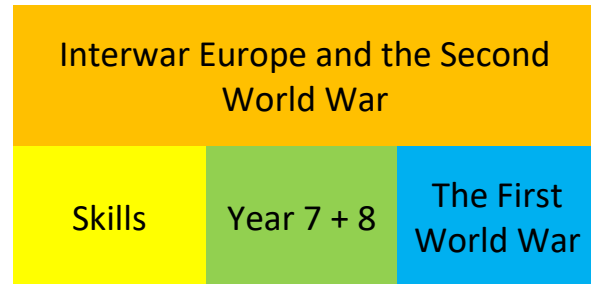 Interwar Europe and the Second
World War
Skills
Year 7 + 8
The First
World War